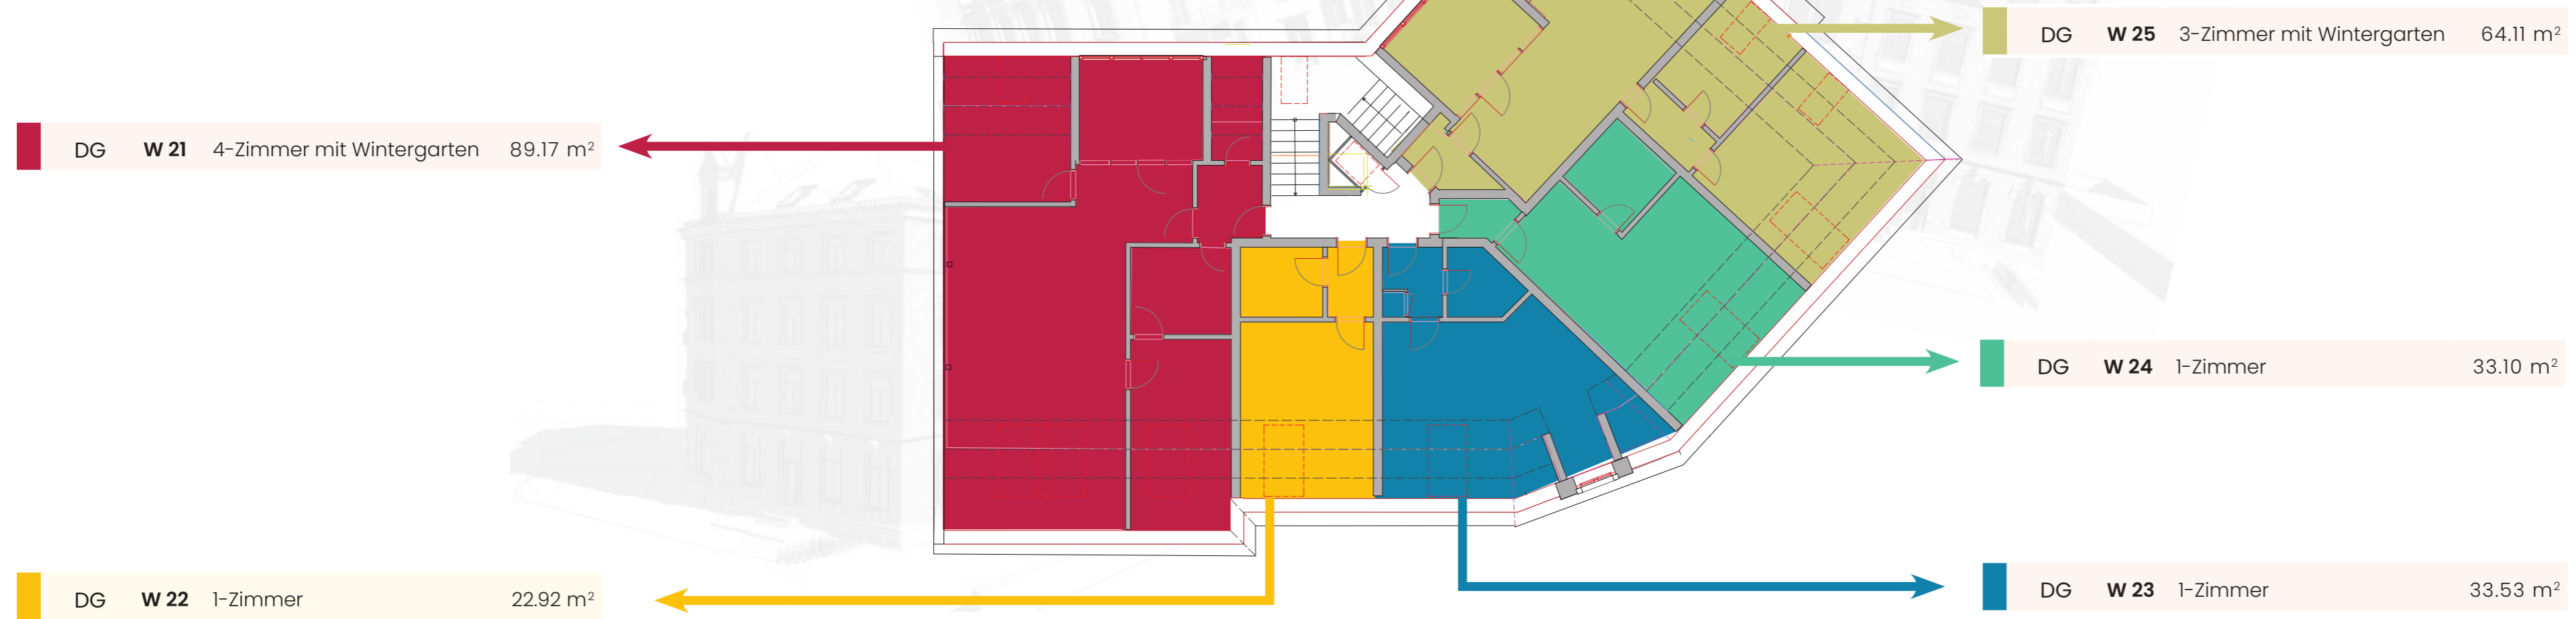 DG W 25 3-Zimmer mit Wintergarten 64.11 m²
DG W 21 4-Zimmer mit Wintergarten 89.17 m²
DG W 24 1-Zimmer 33.10 m²
DG W 22 1-Zimmer 22.92 m²
DG W 23 1-Zimmer 33.53 m²